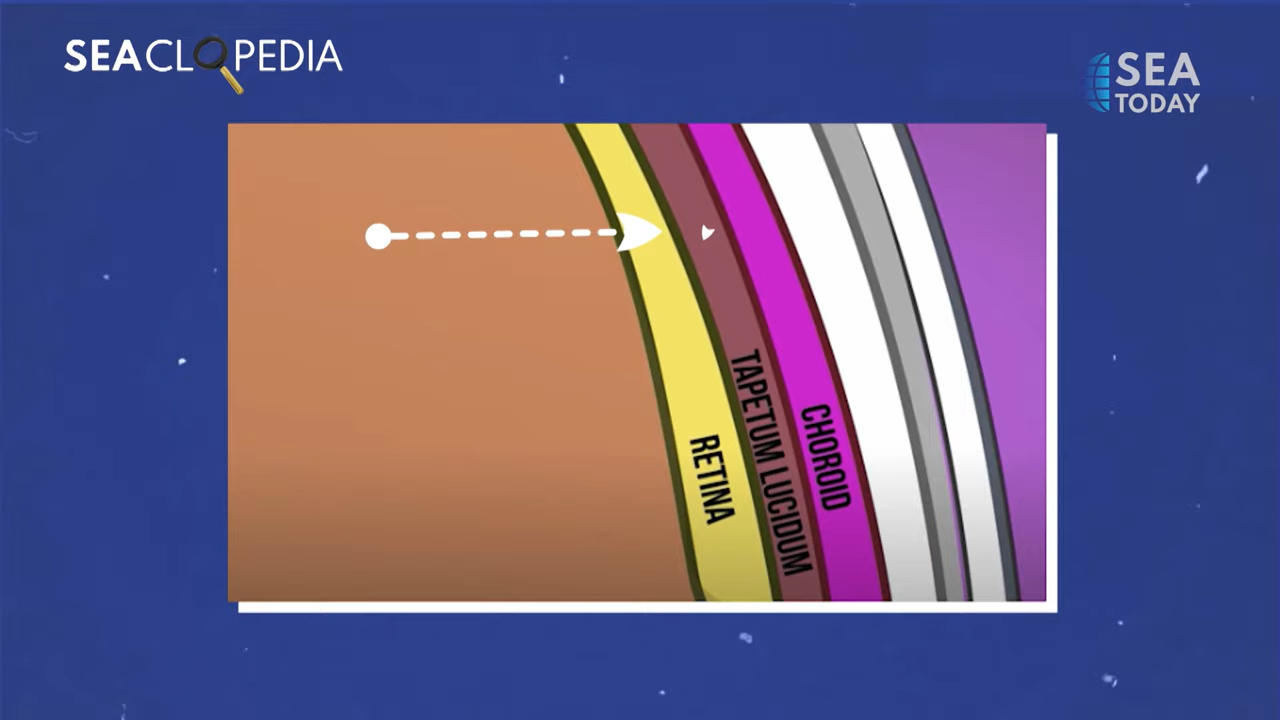 SEACLOPEDIA
SEA
TODAY
RETINA
TAPETUM LUCIDUM
CHOROID